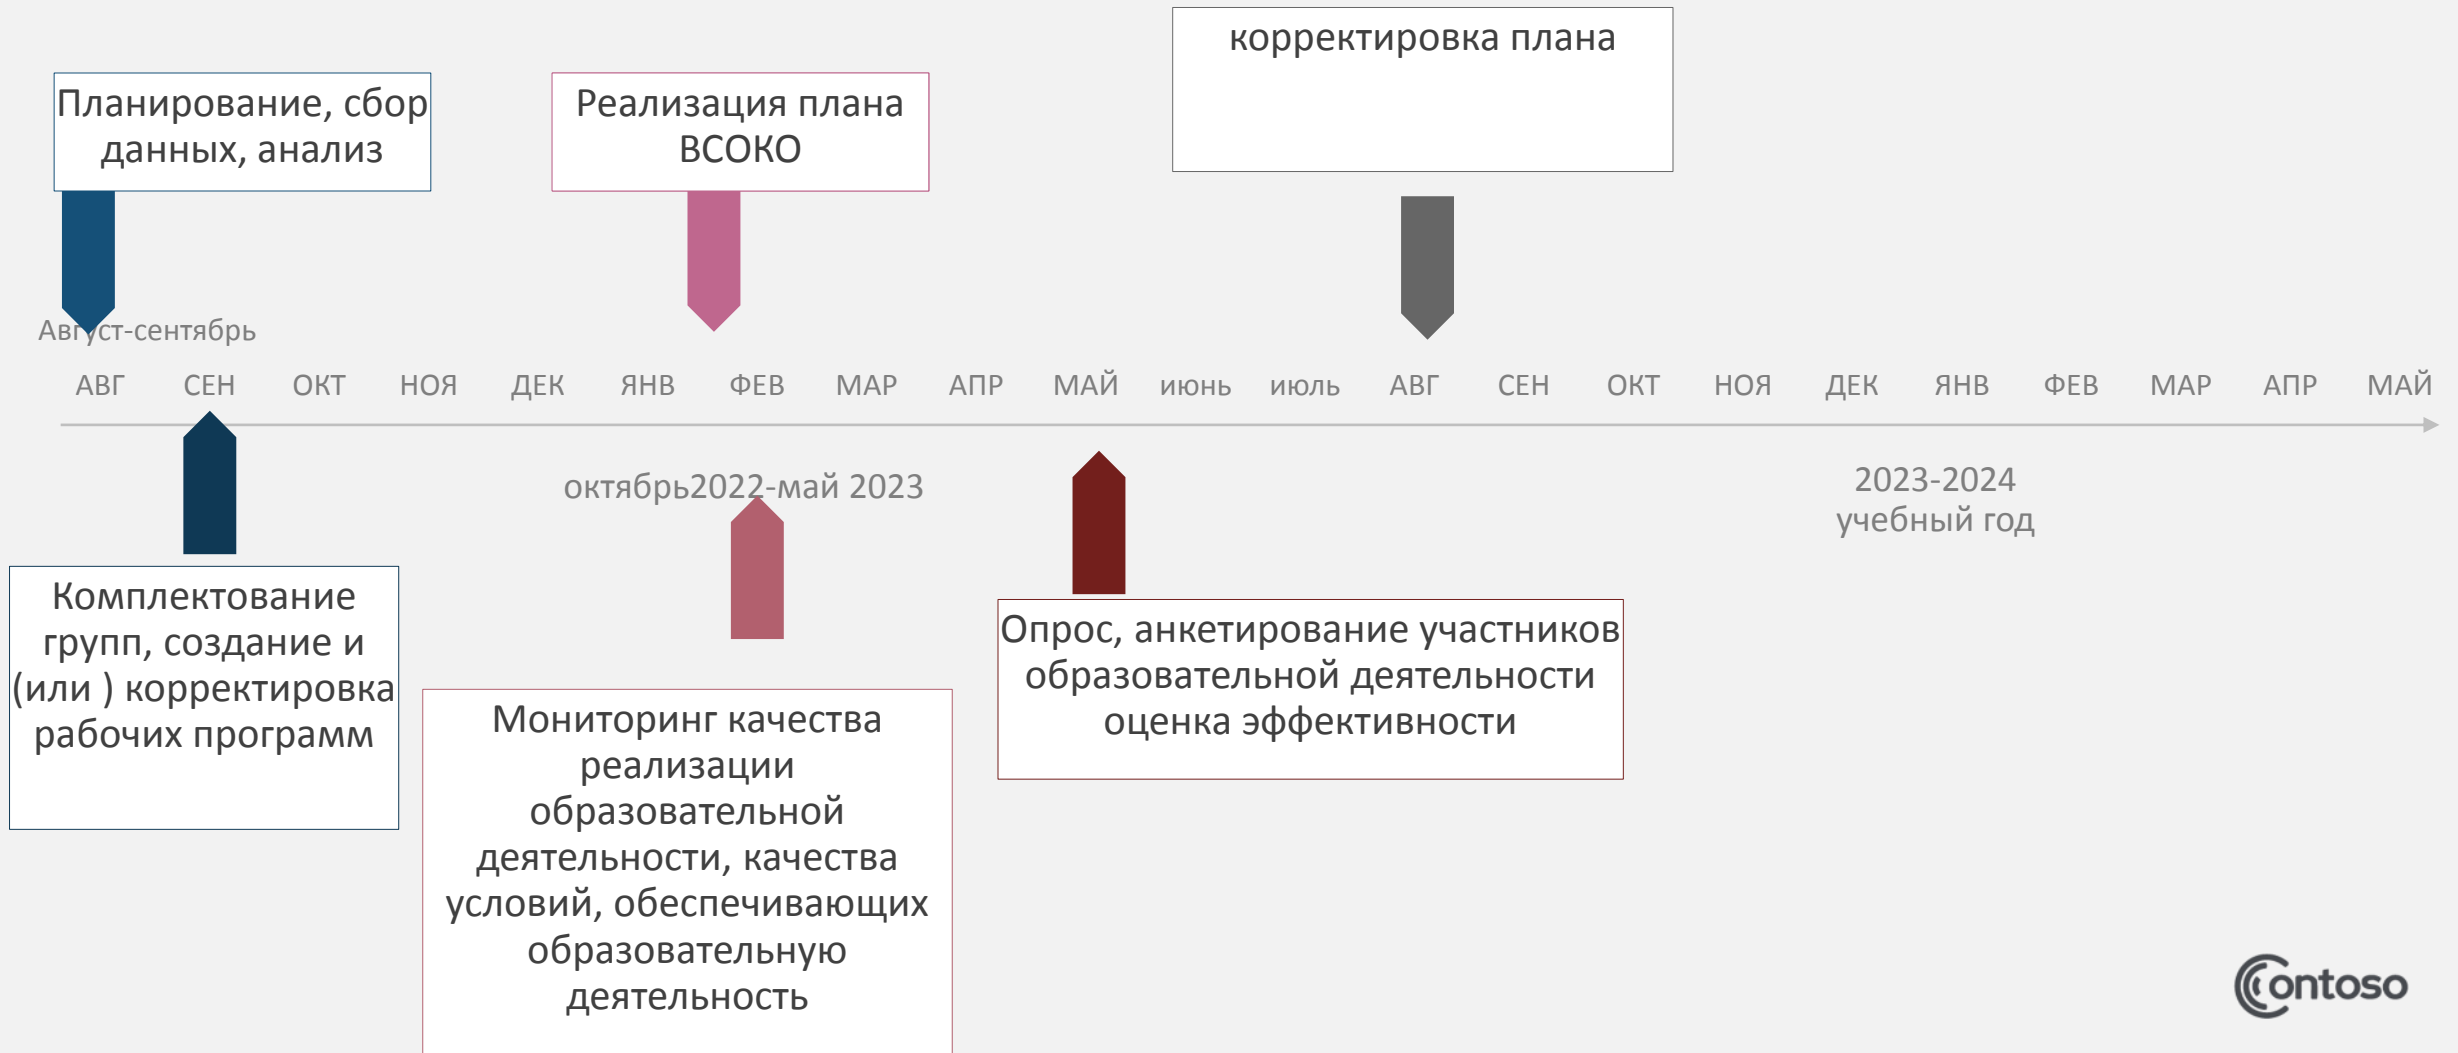 корректировка плана
Планирование, сбор
данных, анализ
Реализация плана
ВСОКО
Август-сентябрь
АВГ СЕН ОКТ НОЯ ДЕК ЯНВ ФЕВ МАР АПР МАЙ июнь июль АВГ СЕН ОКТ НОЯ ДЕК ЯНВ ФЕВ МАР АПР МАЙ
октябрь2022-май 2023
2023-2024
учебный год
Комплектование
групп, создание и
(или ) корректировка
рабочих программ
Мониторинг качества
реализации
образовательной
деятельности, качества
условий, обеспечивающих
образовательную
деятельность
Опрос, анкетирование участников
образовательной деятельности
оценка эффективности
Contoso